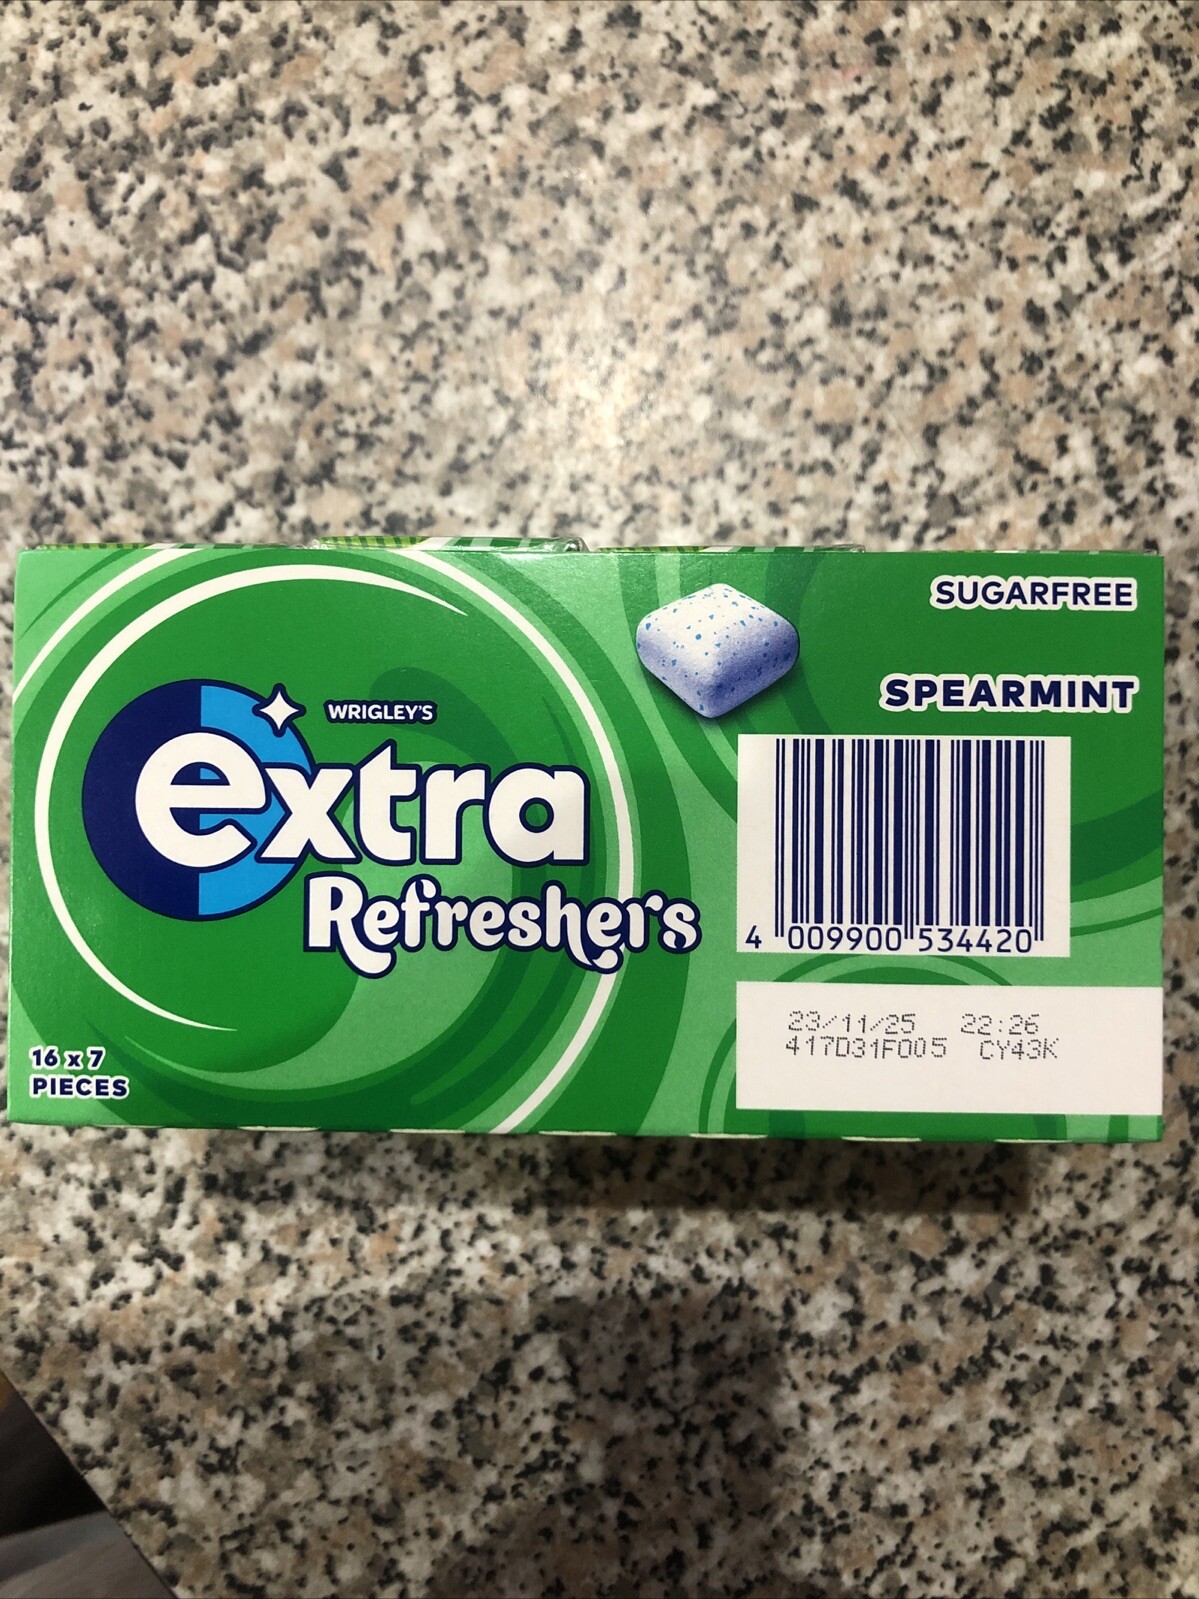 SUGARFREE
SPEARMINT
WRIGLEY'S
extra
Refreshers
4 009900 534420
23/11/25 22:26
417D31F005 CY43K
16 x 7
PIECES